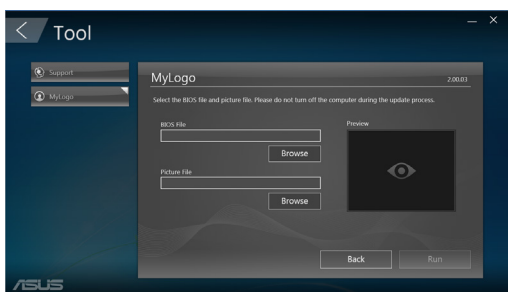 Tool
Support
MyLogo
MyLogo
2.00.03
Select the BIOS file and picture file. Please do not turn off the computer during the update process.
BIOS File
Preview
Browse
Picture File
Browse
Back
Run
ASUS